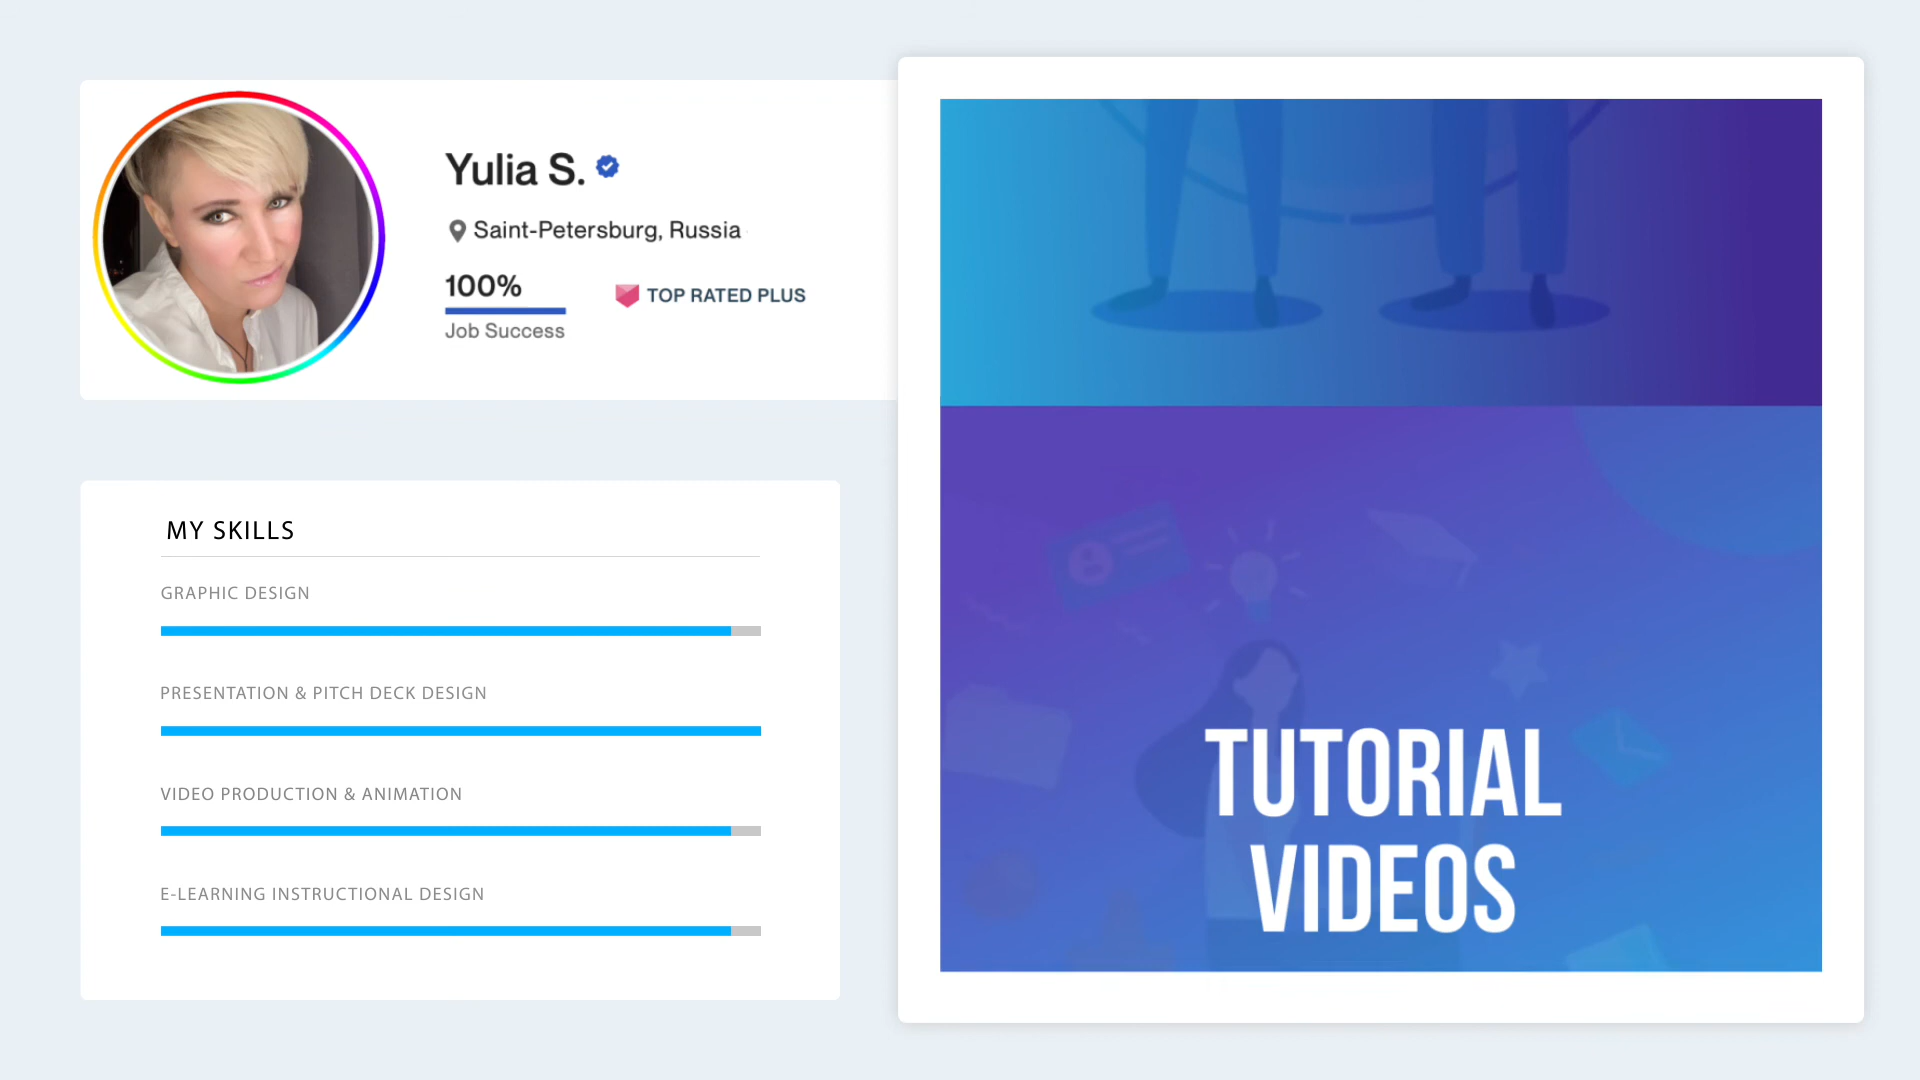 Yulia S.
Saint-Petersburg, Russia
100%
Job Success
TOP RATED PLUS
MY SKILLS
GRAPHIC DESIGN
PRESENTATION & PITCH DECK DESIGN
VIDEO PRODUCTION & ANIMATION
E-LEARNING INSTRUCTIONAL DESIGN
TUTORIAL
VIDEOS